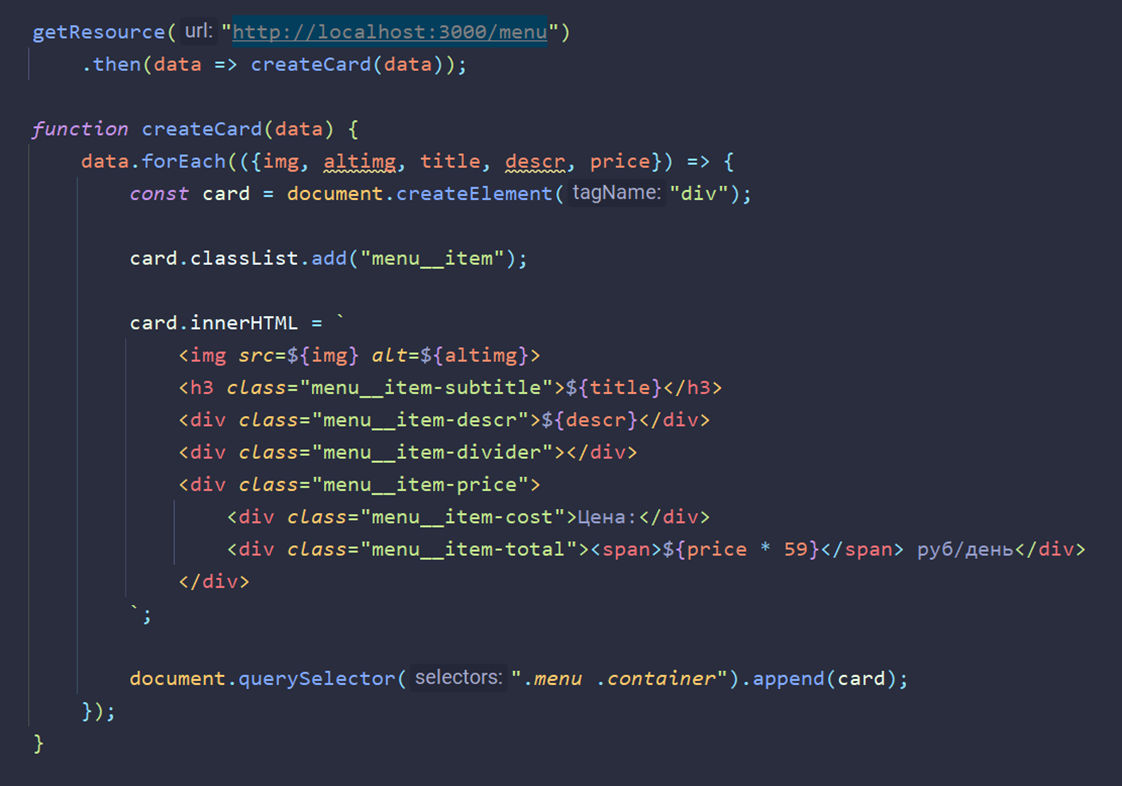 getResource( url: "http://localhost:3000/menu")
    .then(data => createCard(data));

function createCard(data) {
    data.forEach(({img, altimg, title, descr, price}) => {
        const card = document.createElement( tagName: "div");

        card.classList.add("menu__item");

        card.innerHTML = `
            <img src=${img} alt=${altimg}>
            <h3 class="menu__item-subtitle">${title}</h3>
            <div class="menu__item-descr">${descr}</div>
            <div class="menu__item-divider"></div>
            <div class="menu__item-price">
                <div class="menu__item-cost">Цена:</div>
                <div class="menu__item-total"><span>${price * 59}</span> руб/день</div>
            </div>
        `;

        document.querySelector( selectors: ".menu .container").append(card);
    });
}